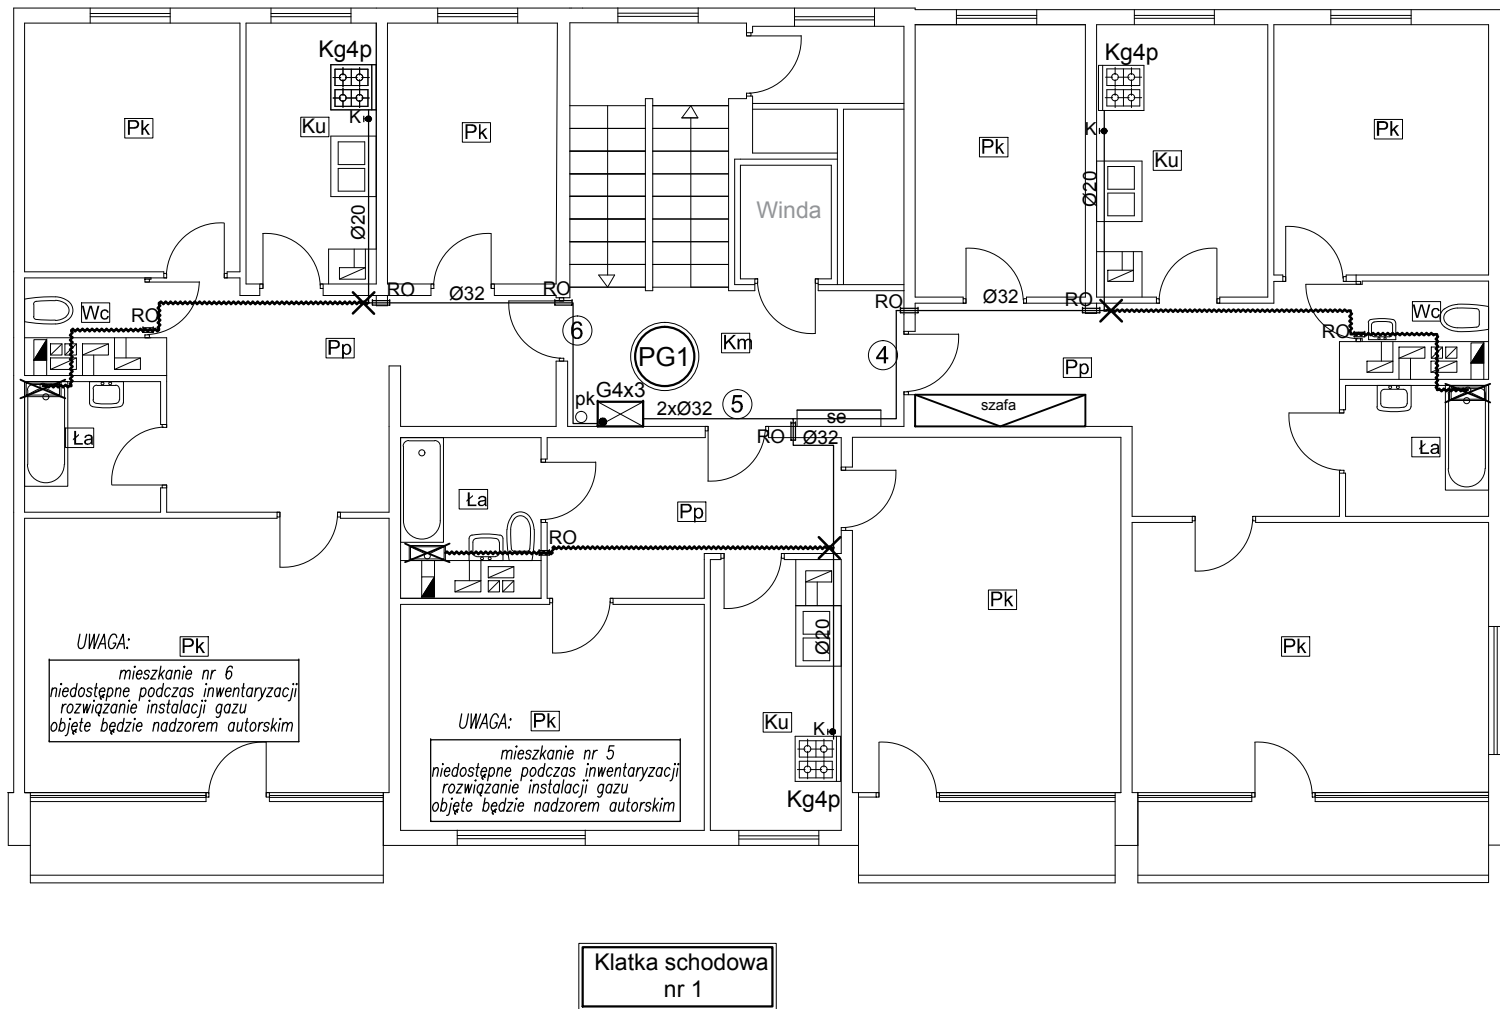 Kg4p
Kg4p
K
K
Pk
Ku
Pk
Pk
Ku
Pk
Ø20
Ø20
Winda
RO
Ø32
RO
RO
Ø32
RO
Wc
RO
Pp
6
PG1
Km
4
Pp
Wc
RO
G4x3
pk
2xØ32
5
se
szafa
RO
Ø32
Ła
Ła
Ła
Pp
RO
Pk
Pk
Ø20
UWAGA:
Pk
mieszkanie nr 6
niedostępne podczas inwentaryzacji
rozwiązanie instalacji gazu
objęte będzie nadzorem autorskim
UWAGA:
Pk
mieszkanie nr 5
niedostępne podczas inwentaryzacji
rozwiązanie instalacji gazu
objęte będzie nadzorem autorskim
Ku
K
Kg4p
Klatka schodowa
nr 1